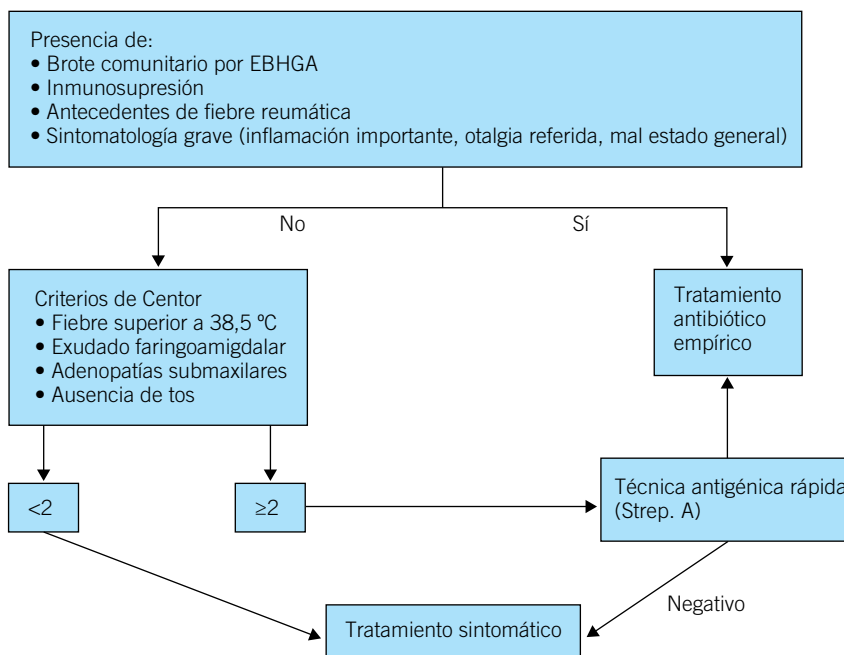 Presencia de:
• Brote comunitario por EBHGA
• Inmunosupresión
• Antecedentes de fiebre reumática
• Sintomatología grave (inflamación importante, otalgia referida, mal estado general)
No
Sí
Criterios de Centor
• Fiebre superior a 38,5 ºC
• Exudado faringoamigdalar
• Adenopatías submaxilares
• Ausencia de tos
Tratamiento
antibiótico
empírico
<2
≥2
Técnica antigénica rápida
(Strep. A)
Negativo
Tratamiento sintomático